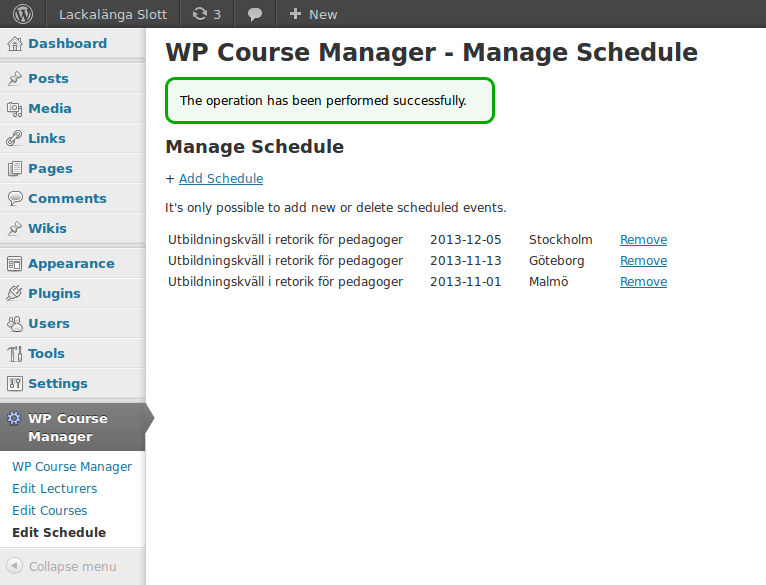 Lackalänga Slott 3 New
Dashboard
Posts
Media
Links
Pages
Comments
Wikis
Appearance
Plugins
Users
Tools
Settings
WP Course
Manager
WP Course Manager
Edit Lecturers
Edit Courses
Edit Schedule
Collapse menu
WP Course Manager - Manage Schedule
The operation has been performed successfully.
Manage Schedule
+ Add Schedule
It's only possible to add new or delete scheduled events.
Utbildningskväll i retorik för pedagoger 2013-12-05 Stockholm Remove
Utbildningskväll i retorik för pedagoger 2013-11-13 Göteborg Remove
Utbildningskväll i retorik för pedagoger 2013-11-01 Malmö Remove